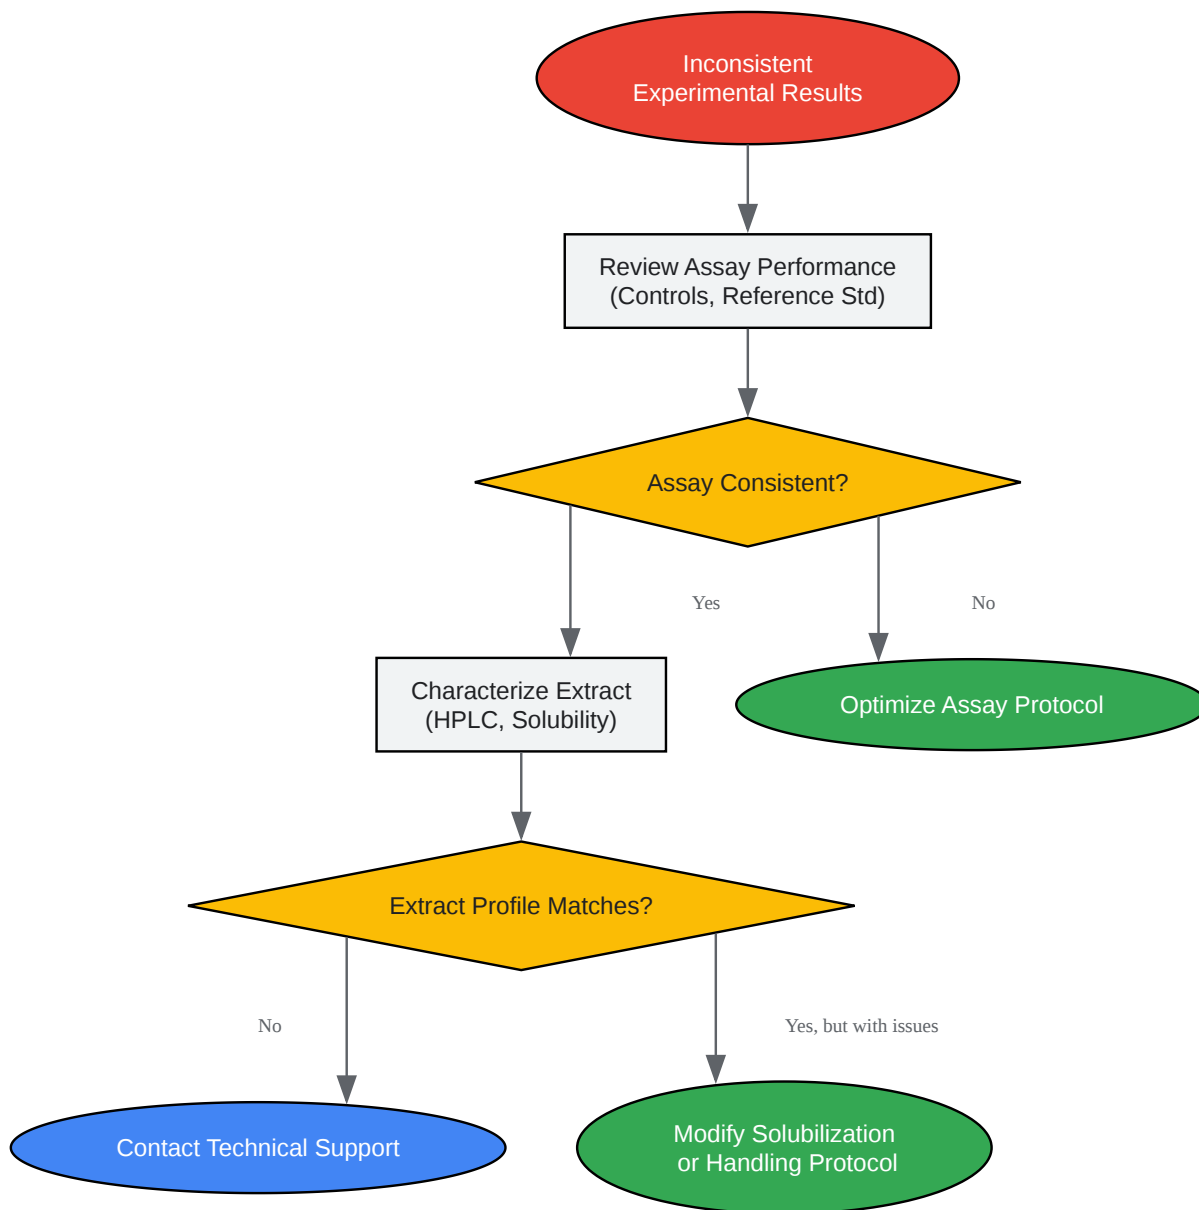 Inconsistent
Experimental Results
Review Assay Performance
(Controls, Reference Std)
Assay Consistent?
Yes
No
Characterize Extract
(HPLC, Solubility)
Optimize Assay Protocol
Extract Profile Matches?
No
Yes, but with issues
Contact Technical Support
Modify Solubilization
or Handling Protocol